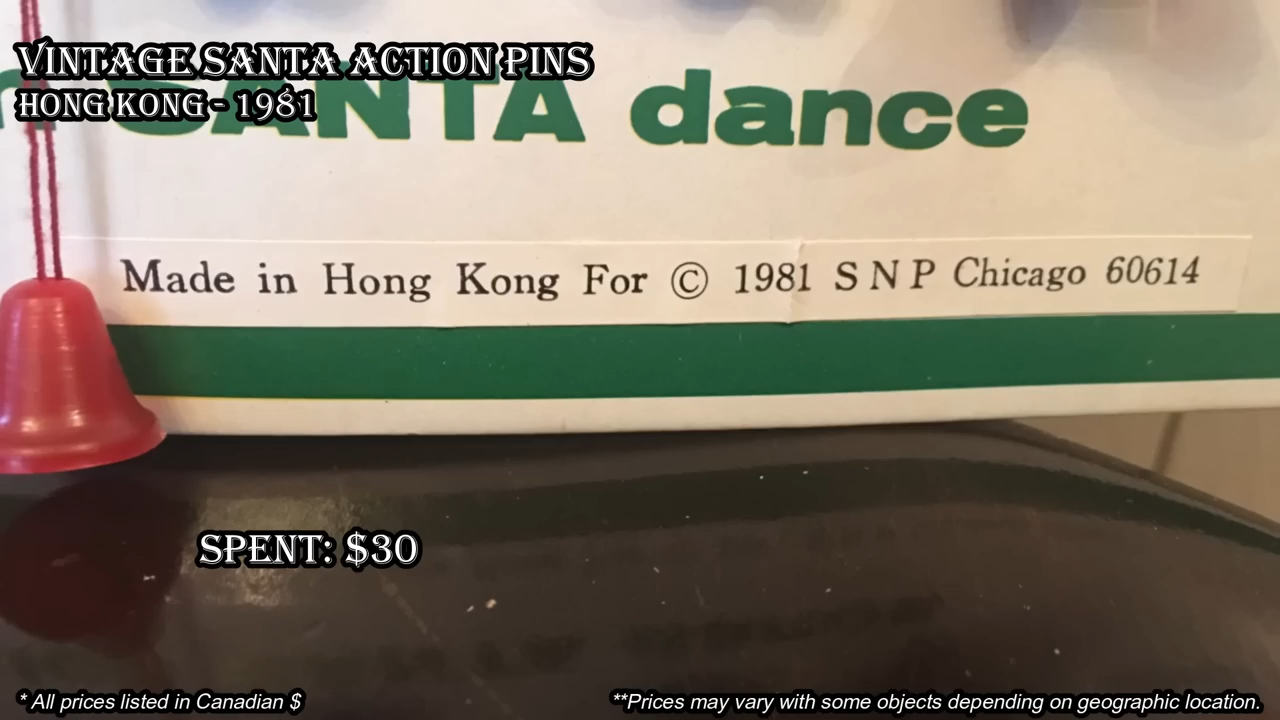 VINTAGE SANTA ACTION PINS
HONG KONG - 1981
SANTA dance
Made in Hong Kong For © 1981 S N P Chicago 60614
SPENT: $30
* All prices listed in Canadian $
**Prices may vary with some objects depending on geographic location.